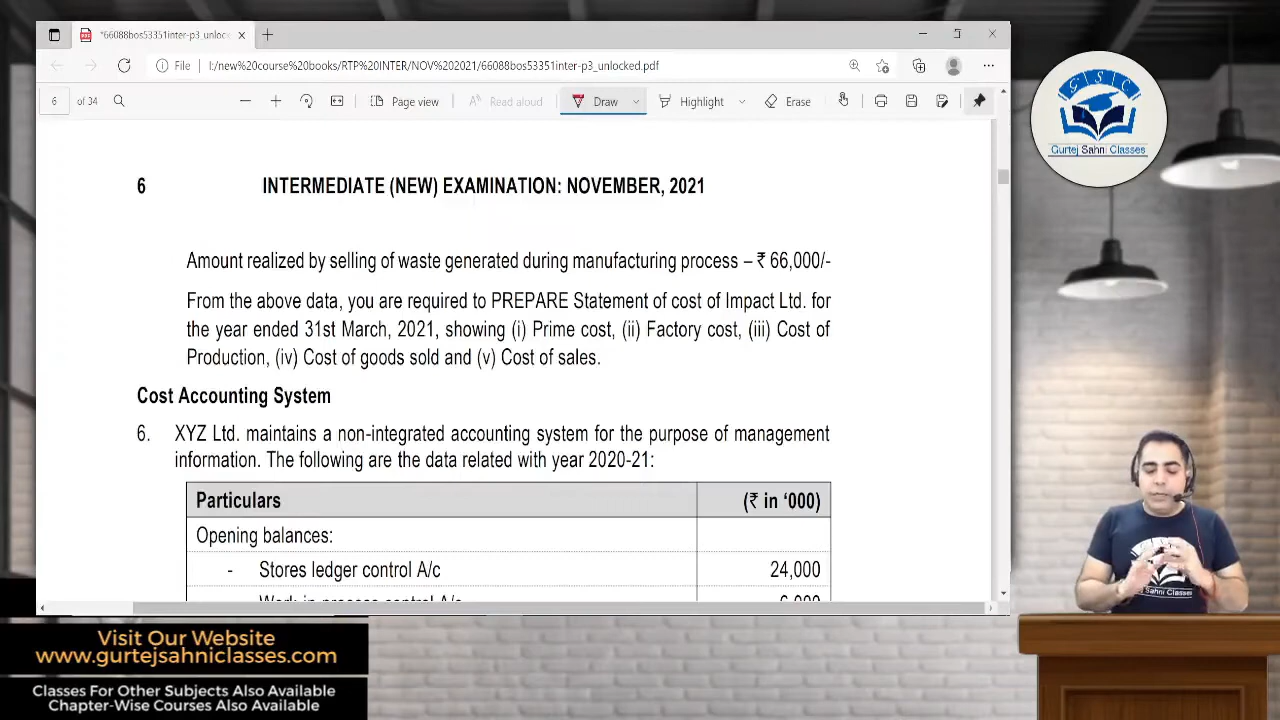 *66088bos53351inter-p3_unlocke
File
I:/new%20course%20books/RTP%20INTER/NOV%202021/66088bos53351inter-p3_unlocked.pdf
6 of 34
Page view
Read aloud
Draw
Highlight
Erase
6 INTERMEDIATE (NEW) EXAMINATION: NOVEMBER, 2021
Amount realized by selling of waste generated during manufacturing process – ₹ 66,000/-
From the above data, you are required to PREPARE Statement of cost of Impact Ltd. for
the year ended 31st March, 2021, showing (i) Prime cost, (ii) Factory cost, (iii) Cost of
Production, (iv) Cost of goods sold and (v) Cost of sales.
Cost Accounting System
6. XYZ Ltd. maintains a non-integrated accounting system for the purpose of management
information. The following are the data related with year 2020-21:
Particulars (₹ in ‘000)
Opening balances:
- Stores ledger control A/c 24,000
GSC
Gurtej Sahni Classes
Sahni Classes
Visit Our Website
www.gurtejsahniclasses.com
Classes For Other Subjects Also Available
Chapter-Wise Courses Also Available